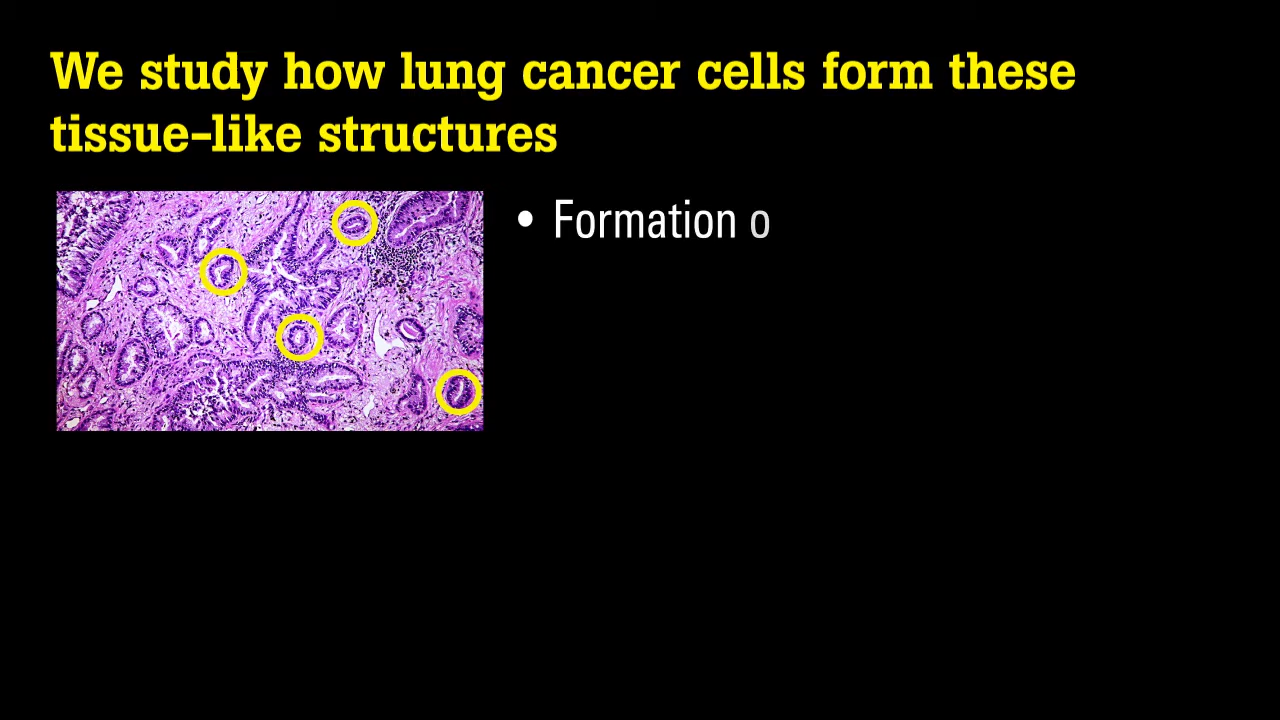 We study how lung cancer cells form these
tissue-like structures
• Formation o